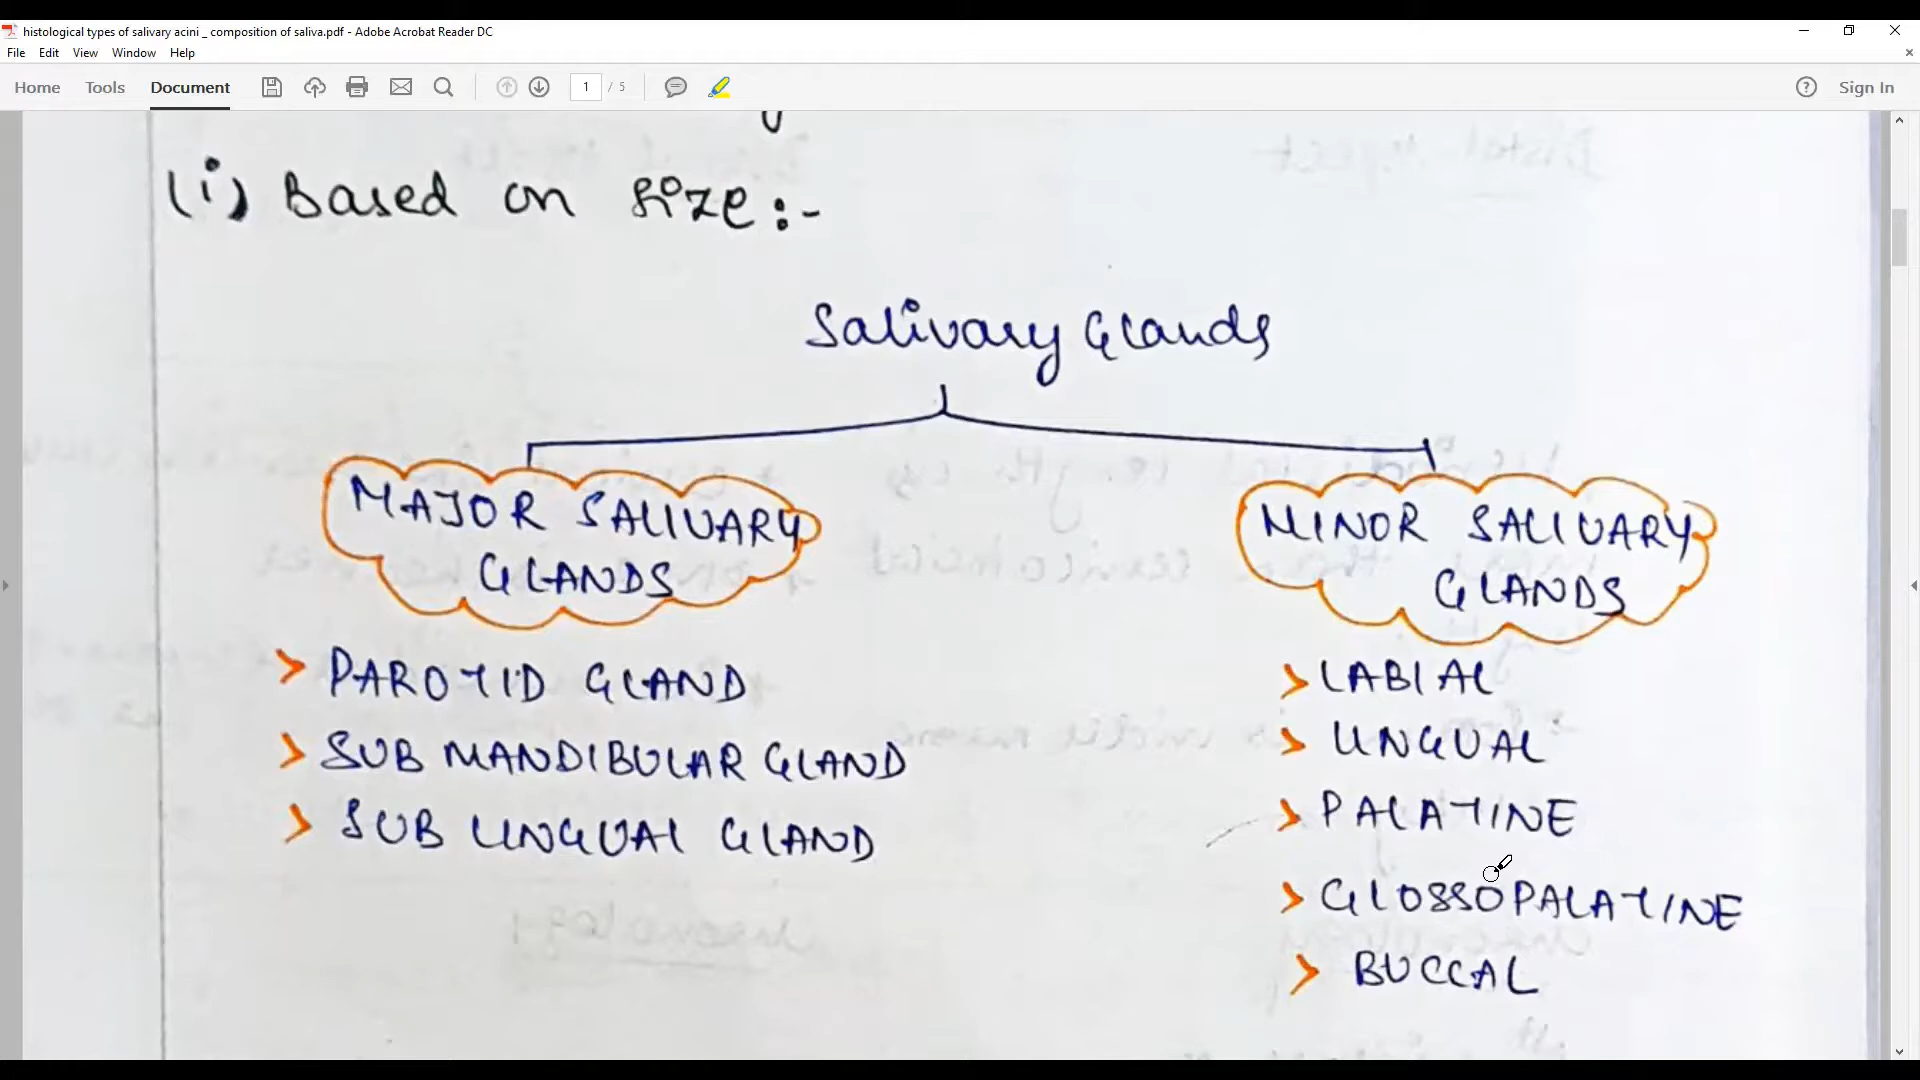 histological types of salivary acini _ composition of saliva.pdf - Adobe Acrobat Reader DC
File Edit View Window Help
Home Tools Document 1 / 5 Sign In
(i) Based on Size:-
Salivary Glands
MAJOR SALIVARY
GLANDS
MINOR SALIVARY
GLANDS
> PAROTID GLAND
> SUB MANDIBULAR GLAND
> SUB LINGUAL GLAND
> LABIAL
> LINGUAL
> PALATINE
> GLOSSOPALATINE
> BUCCAL